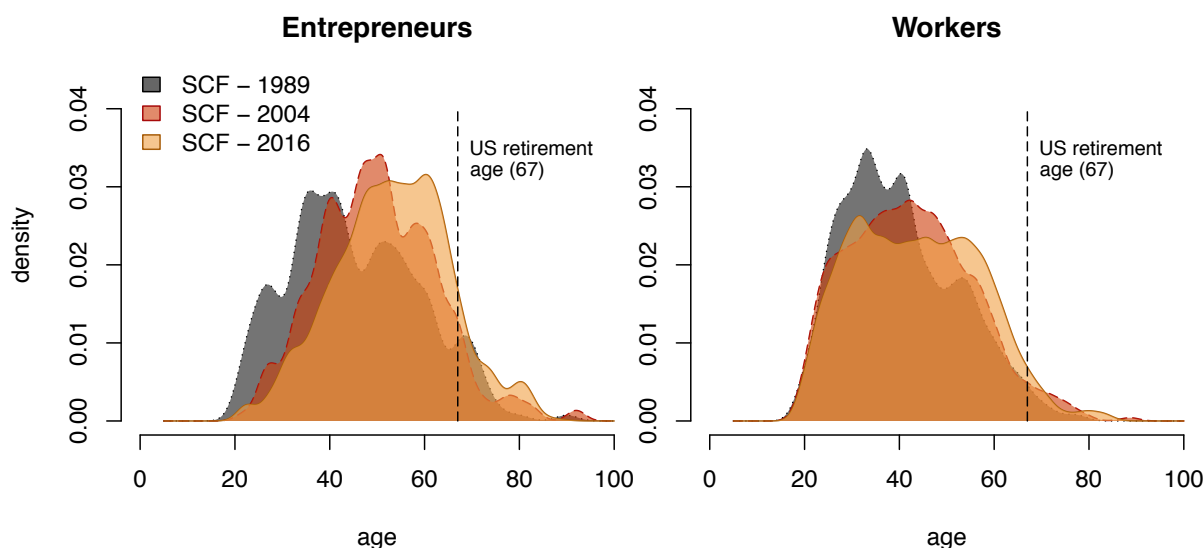 Entrepreneurs
SCF − 1989
SCF − 2004
SCF − 2016
US retirement
age (67)
density
0.00
0.01
0.02
0.03
0.04
0
20
40
60
80
100
age
Workers
US retirement
age (67)
0.00
0.01
0.02
0.03
0.04
0
20
40
60
80
100
age